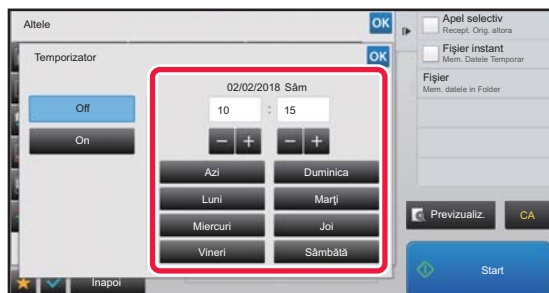 Altele
OK
Temporizator
OK
Off
On
02/02/2018 Sâm
10 : 15
Azi
Duminica
Luni
Marţi
Miercuri
Joi
Vineri
Sâmbătă
Înapoi
Apel selectiv
Recept. Orig. altora
Fişier instant
Mem. Datele Temporar
Fişier
Mem. datele in Folder
Previzualiz.
CA
Start